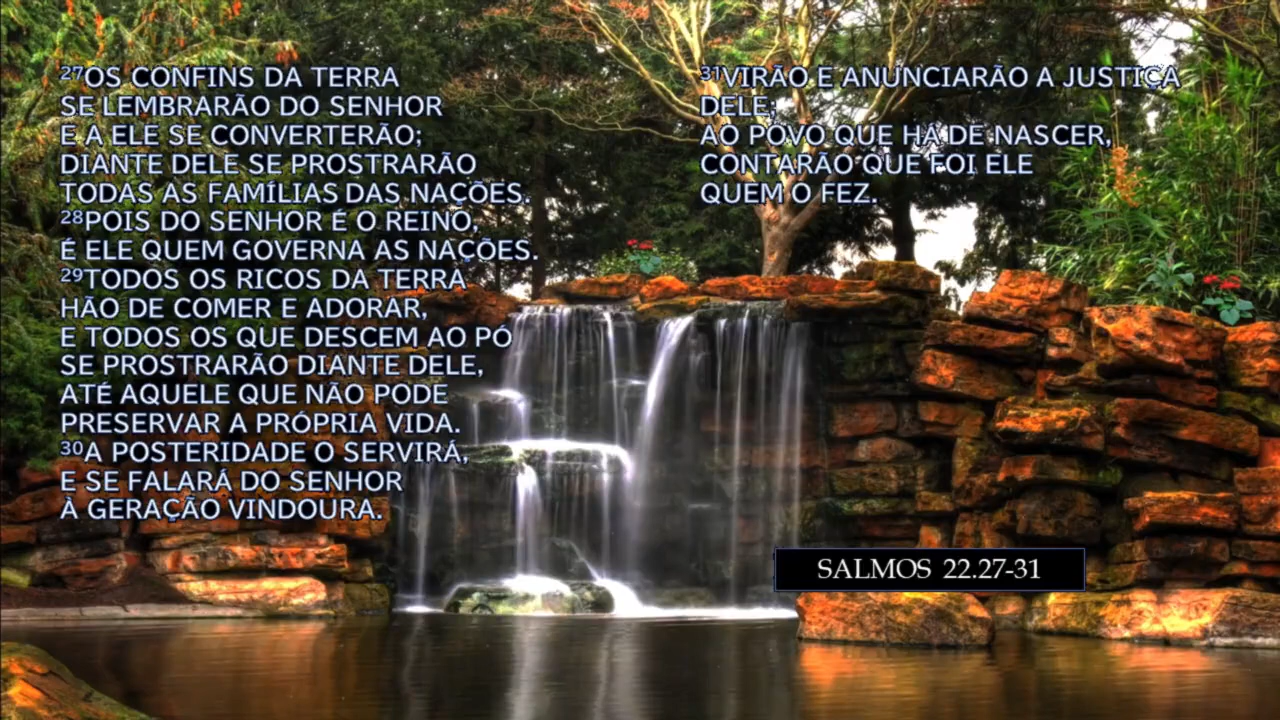 ²⁷OS CONFINS DA TERRA
SE LEMBRARÃO DO SENHOR
E A ELE SE CONVERTERÃO;
DIANTE DELE SE PROSTRARÃO
TODAS AS FAMÍLIAS DAS NAÇÕES.
²⁸POIS DO SENHOR É O REINO,
É ELE QUEM GOVERNA AS NAÇÕES.
²⁹TODOS OS RICOS DA TERRA
HÃO DE COMER E ADORAR,
E TODOS OS QUE DESCEM AO PÓ
SE PROSTRARÃO DIANTE DELE,
ATÉ AQUELE QUE NÃO PODE
PRESERVAR A PRÓPRIA VIDA.
³⁰A POSTERIDADE O SERVIRÁ,
E SE FALARÁ DO SENHOR
À GERAÇÃO VINDOURA.
³¹VIRÃO E ANUNCIARÃO A JUSTIÇA
DELE;
AO POVO QUE HÁ DE NASCER,
CONTARÃO QUE FOI ELE
QUEM O FEZ.
SALMOS 22.27-31